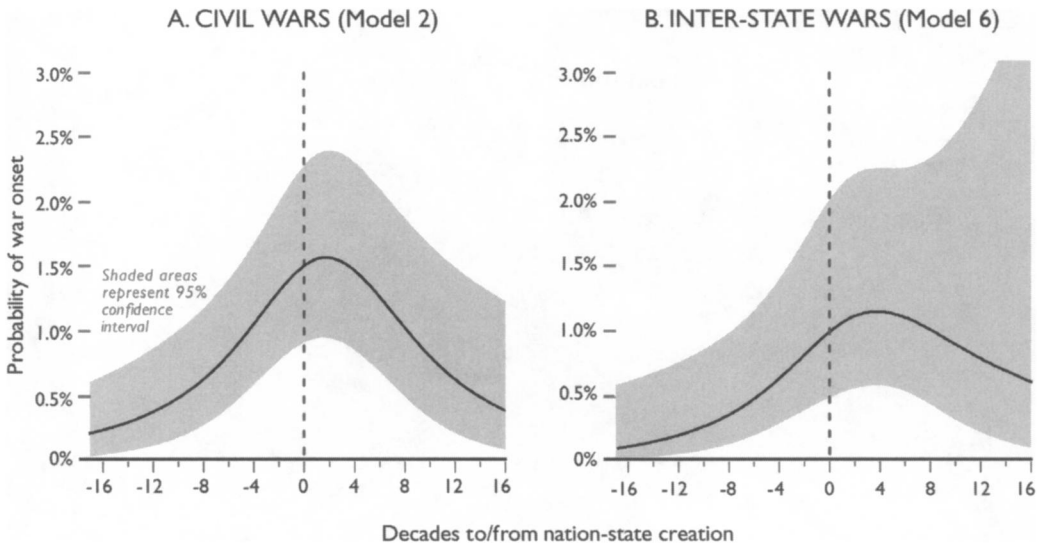 A. CIVIL WARS (Model 2)
B. INTER-STATE WARS (Model 6)
Probability of war onset
3.0%
2.5%
2.0%
1.5%
1.0%
0.5%
0%
Shaded areas
represent 95%
confidence
interval
-16 -12 -8 -4 0 4 8 12 16
3.0%
2.5%
2.0%
1.5%
1.0%
0.5%
0%
-16 -12 -8 -4 0 4 8 12 16
Decades to/from nation-state creation